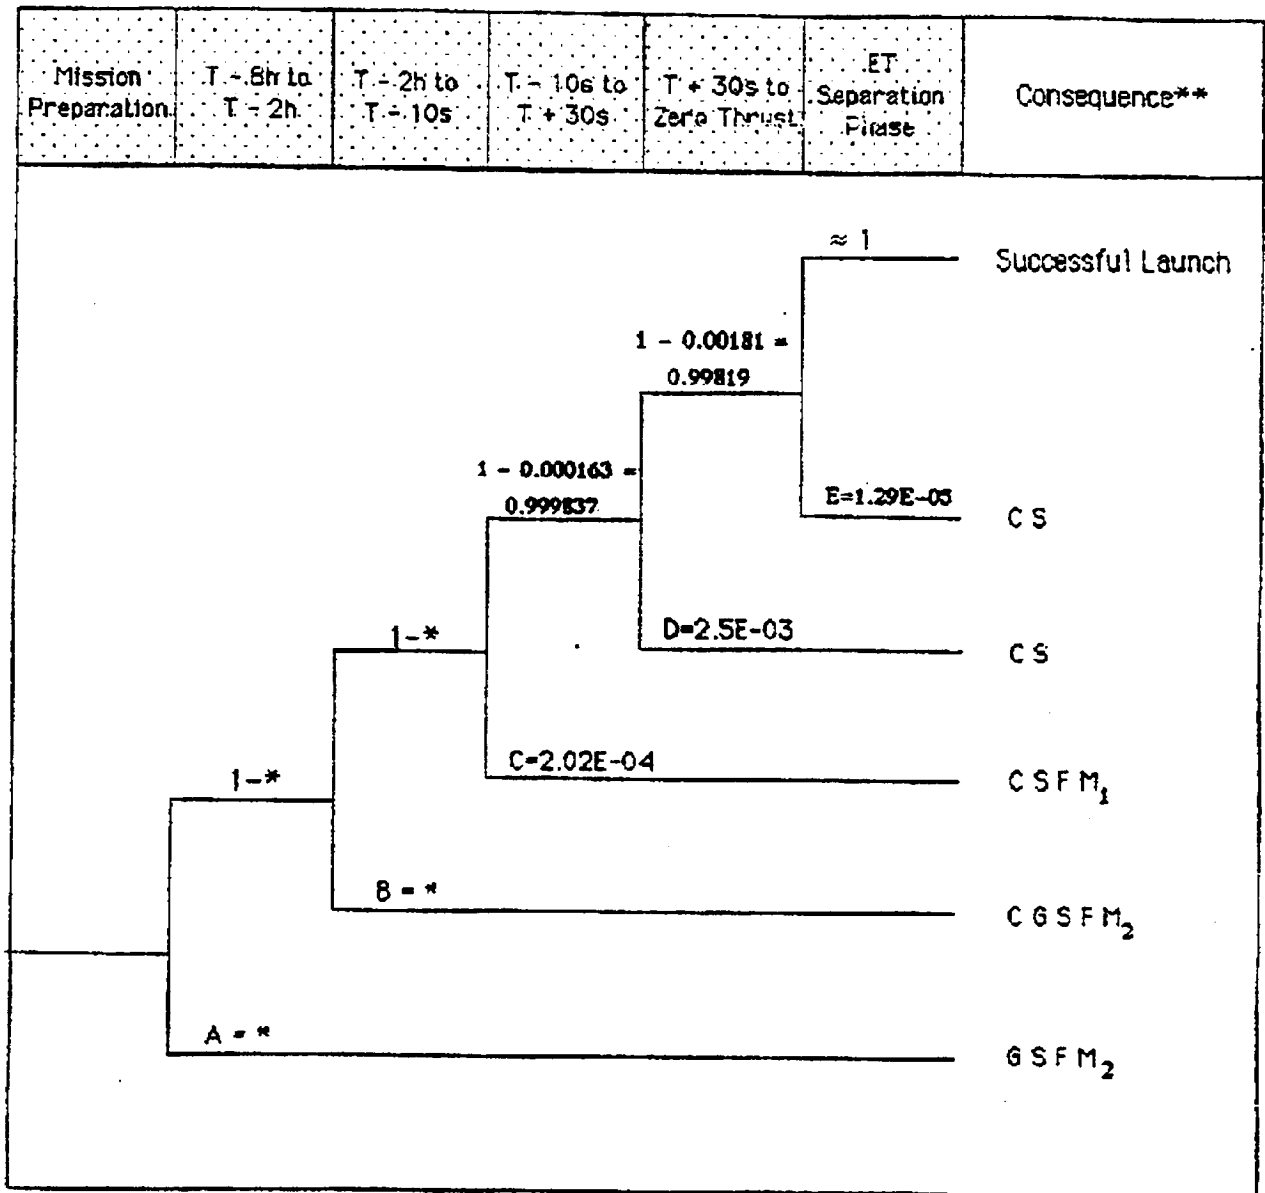 Mission
Preparation
T - 8h to
T - 2h
T - 2h to
T - 10s
T - 10s to
T + 30s
T + 30s to
Zero Thrust
ET
Separation
Phase
Consequence**
≈ 1
Successful Launch
1 - 0.00181 =
0.99819
1 - 0.000163 =
0.999837
E=1.29E-05
C S
1-*
D=2.5E-03
C S
C=2.02E-04
1-*
C S F M1
B = *
C G S F M2
A = *
G S F M2